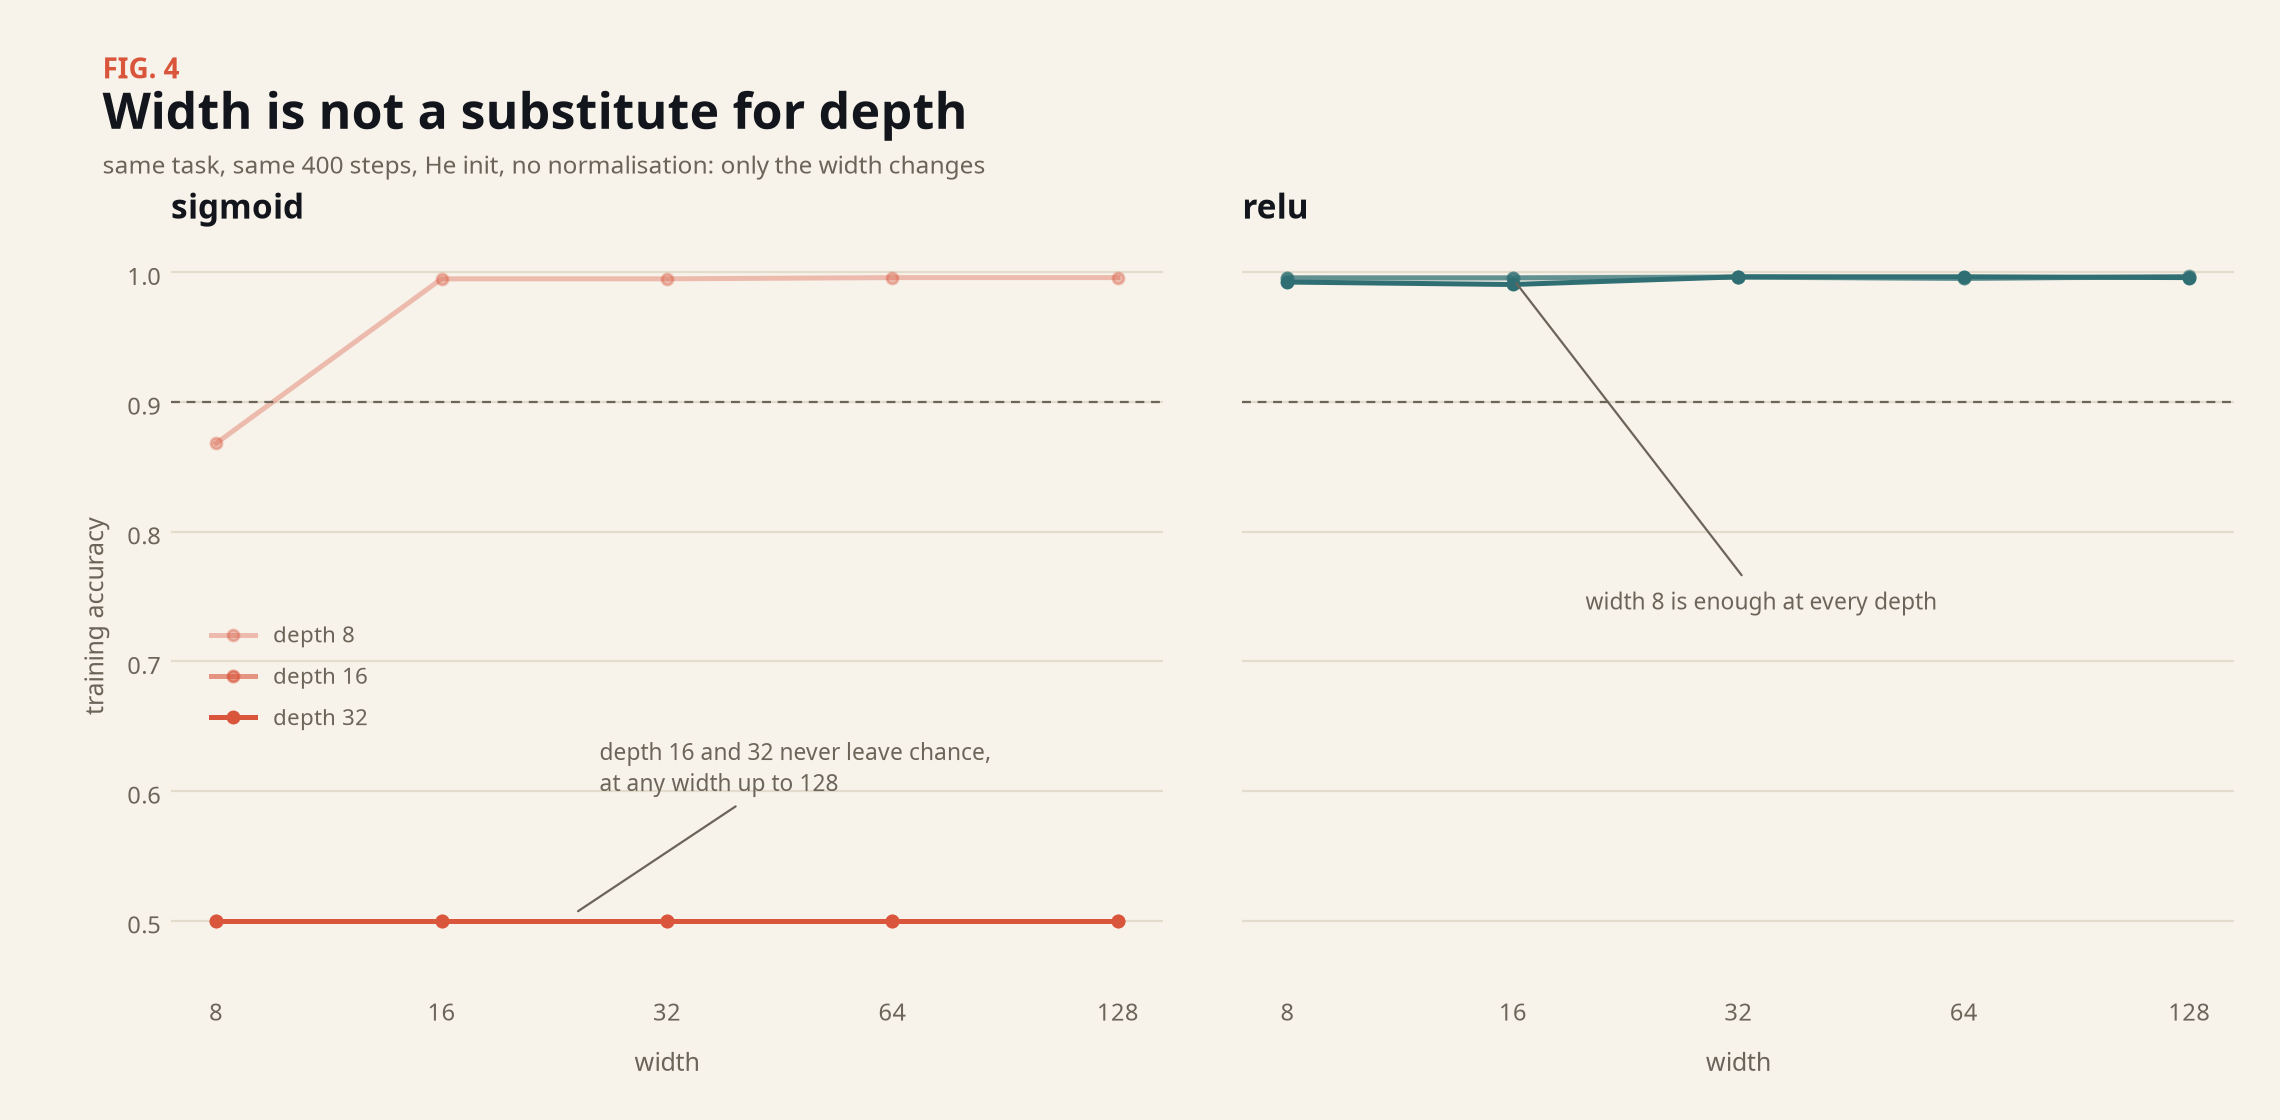 FIG. 4
Width is not a substitute for depth
same task, same 400 steps, He init, no normalisation: only the width changes
sigmoid
training accuracy
1.0
0.9
0.8
0.7
0.6
0.5
depth 8
depth 16
depth 32
depth 16 and 32 never leave chance,
at any width up to 128
8 16 32 64 128
width
relu
width 8 is enough at every depth
8 16 32 64 128
width